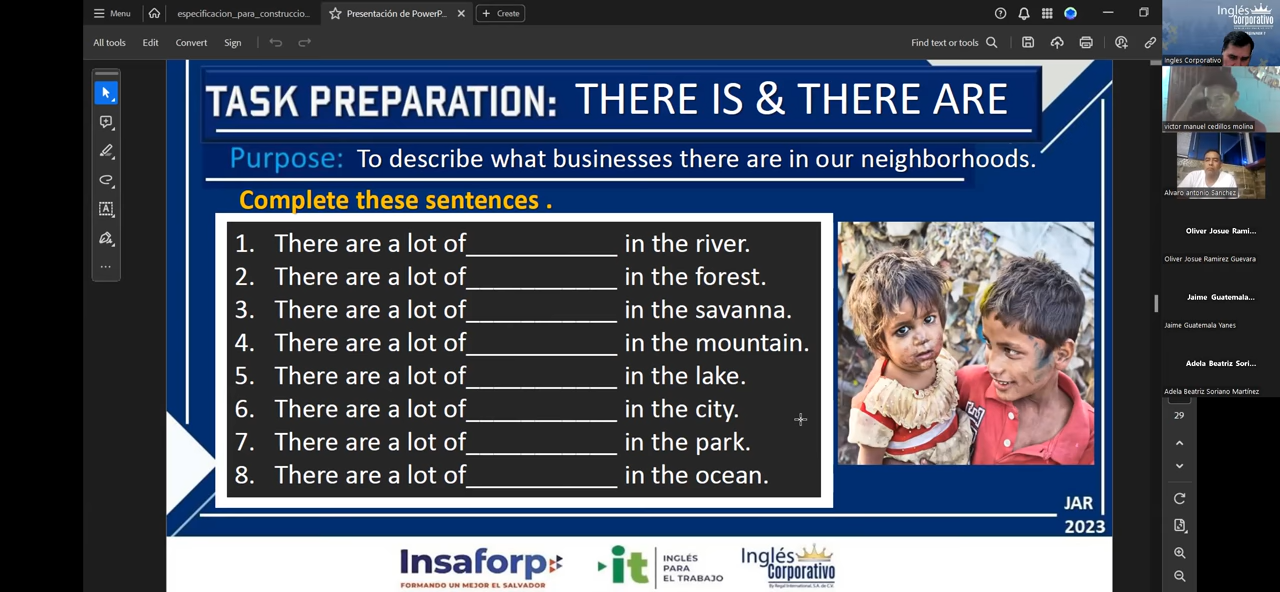 Menu
especificacion_para_construccio...
Presentación de PowerP...
Create
All tools
Edit
Convert
Sign
Find text or tools
TASK PREPARATION: THERE IS & THERE ARE
Purpose: To describe what businesses there are in our neighborhoods.
Complete these sentences .
1. There are a lot of____________ in the river.
2. There are a lot of____________ in the forest.
3. There are a lot of____________ in the savanna.
4. There are a lot of____________ in the mountain.
5. There are a lot of____________ in the lake.
6. There are a lot of____________ in the city.
7. There are a lot of____________ in the park.
8. There are a lot of____________ in the ocean.
JAR
2023
Insaforp
FORMANDO UN MEJOR EL SALVADOR
it
INGLÉS
PARA
EL TRABAJO
Inglés
Corporativo
By Regal International, S.A. de C.V.
Inglés
Corporativo
ingles Corporativo
victor manuel cedillos molina
Alvaro antonio Sánchez
Oliver Josue Rami...
Oliver Josue Ramirez Guevara
Jaime Guatemala...
Jaime Guatemala Yanes
Adela Beatriz Sori...
Adela Beatriz Soriano Martínez
29